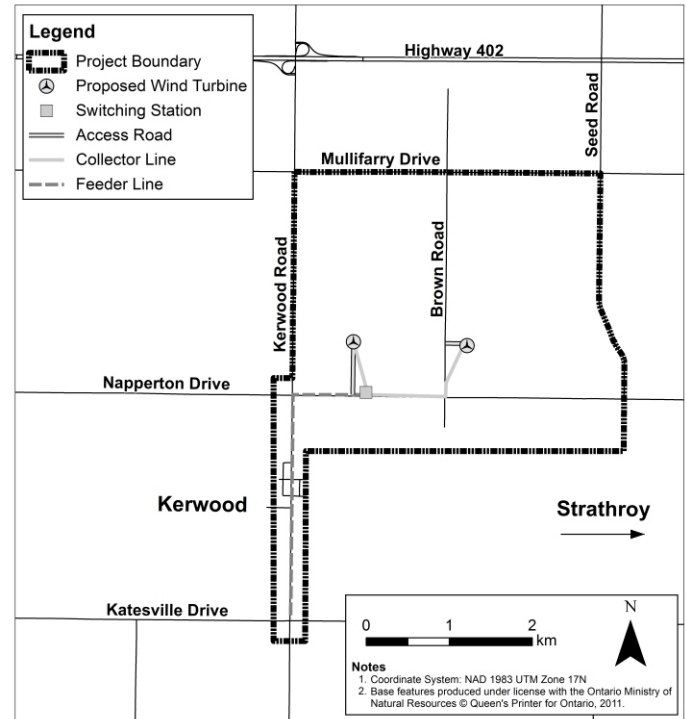 Legend
Project Boundary
Proposed Wind Turbine
Switching Station
Access Road
Collector Line
Feeder Line
Highway 402
Seed Road
Mullifarry Drive
Kerwood Road
Brown Road
Napperton Drive
Kerwood
Strathroy
Katesville Drive
0 1 2
km
N
Notes
1. Coordinate System: NAD 1983 UTM Zone 17N
2. Base features produced under license with the Ontario Ministry of
Natural Resources © Queen's Printer for Ontario, 2011.